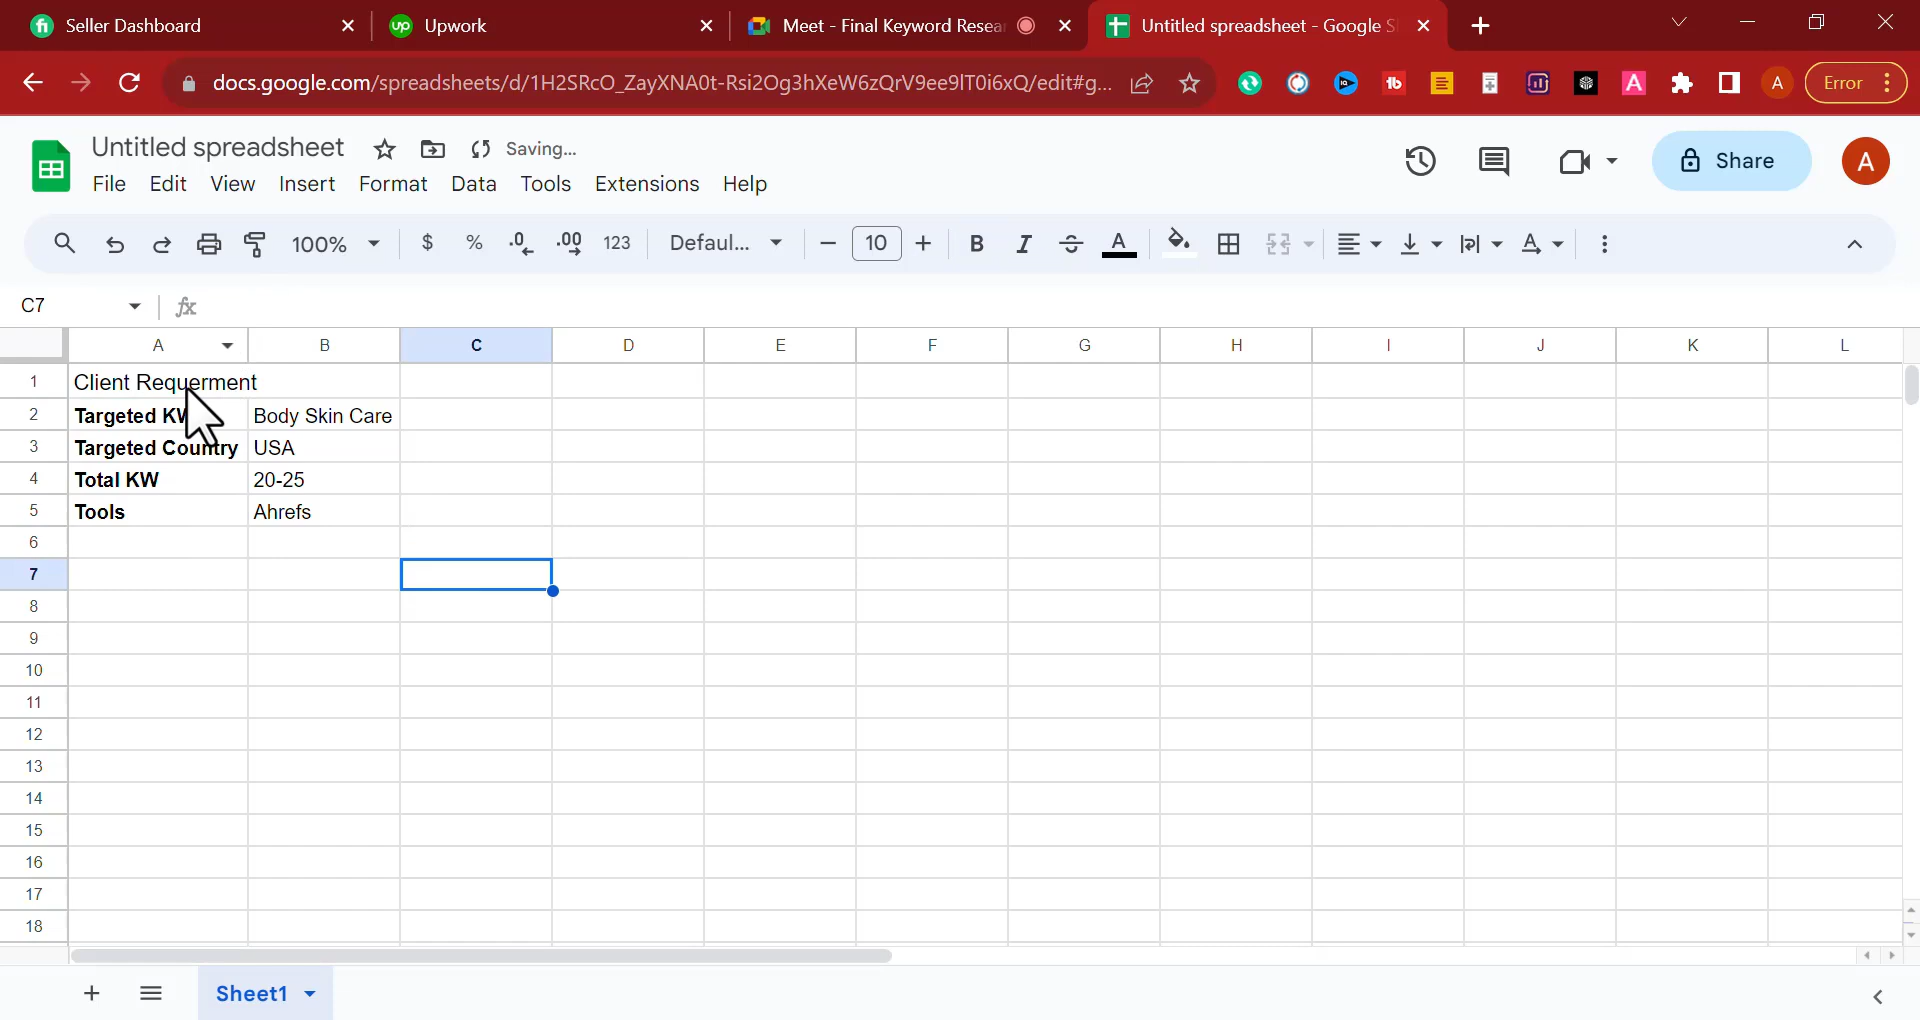 Seller Dashboard
Upwork
Meet - Final Keyword Resear
Untitled spreadsheet - Google S
docs.google.com/spreadsheets/d/1H2SRcO_ZayXNA0t-Rsi2Og3hXeW6zQrV9ee9lT0i6xQ/edit#g...
A
Error
Untitled spreadsheet
Saving...
File Edit View Insert Format Data Tools Extensions Help
Share
A
100% $ % .0 .00 123 Defaul... 10 B I A
C7 fx
A B C D E F G H I J K L
1 Client Requerment
2 Targeted KW Body Skin Care
3 Targeted Country USA
4 Total KW 20-25
5 Tools Ahrefs
6
7
8
9
10
11
12
13
14
15
16
17
18
Sheet1